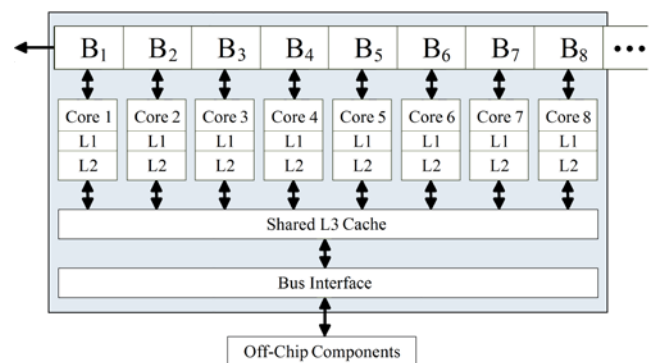 B1 B2 B3 B4 B5 B6 B7 B8 •••
Core 1 Core 2 Core 3 Core 4 Core 5 Core 6 Core 7 Core 8
L1 L1 L1 L1 L1 L1 L1 L1
L2 L2 L2 L2 L2 L2 L2 L2
Shared L3 Cache
Bus Interface
Off-Chip Components